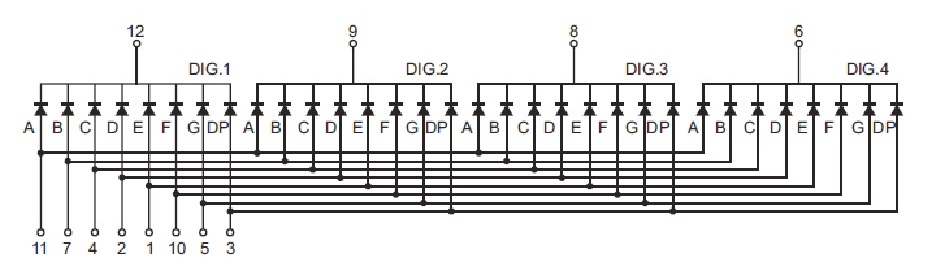 12 9 8 6
DIG.1 DIG.2 DIG.3 DIG.4
A B C D E F G DP A B C D E F G DP A B C D E F G DP A B C D E F G DP
11 7 4 2 1 10 5 3